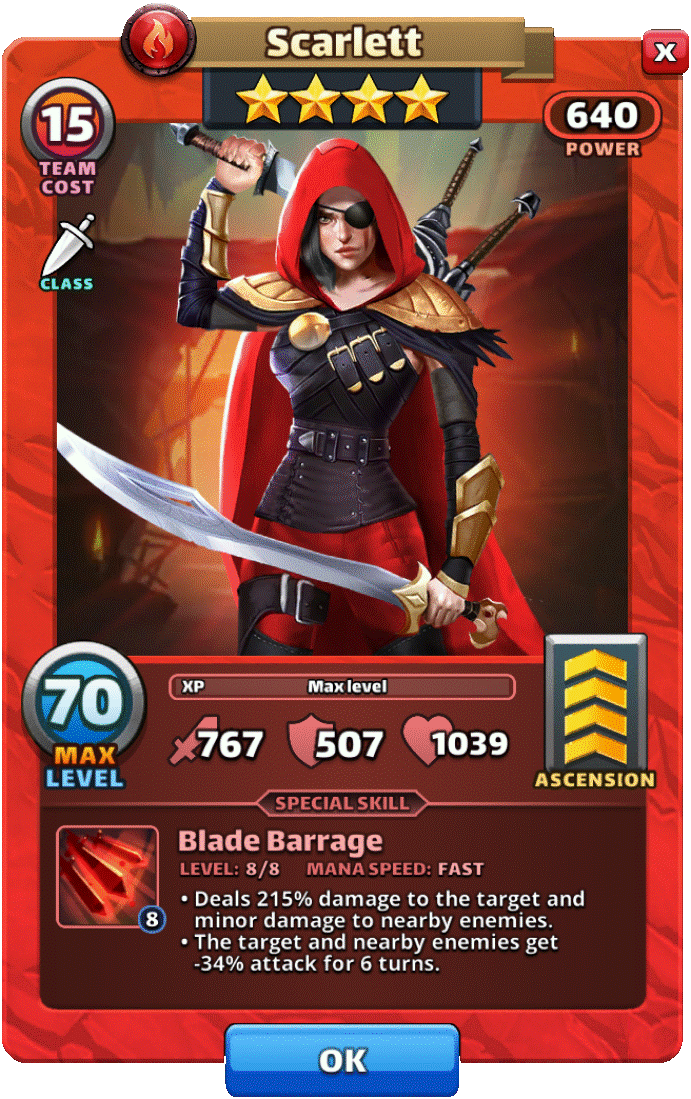 Scarlett
X
15
TEAM
COST
640
POWER
CLASS
XP Max level
70
MAX
LEVEL
767 507 1039
ASCENSION
SPECIAL SKILL
Blade Barrage
LEVEL: 8/8 MANA SPEED: FAST
8
• Deals 215% damage to the target and
minor damage to nearby enemies.
• The target and nearby enemies get
-34% attack for 6 turns.
OK